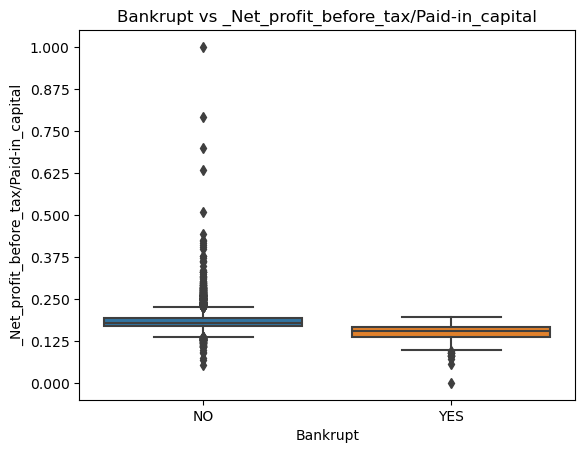 Bankrupt vs _Net_profit_before_tax/Paid-in_capital
_Net_profit_before_tax/Paid-in_capital
1.000
0.875
0.750
0.625
0.500
0.375
0.250
0.125
0.000
NO YES
Bankrupt